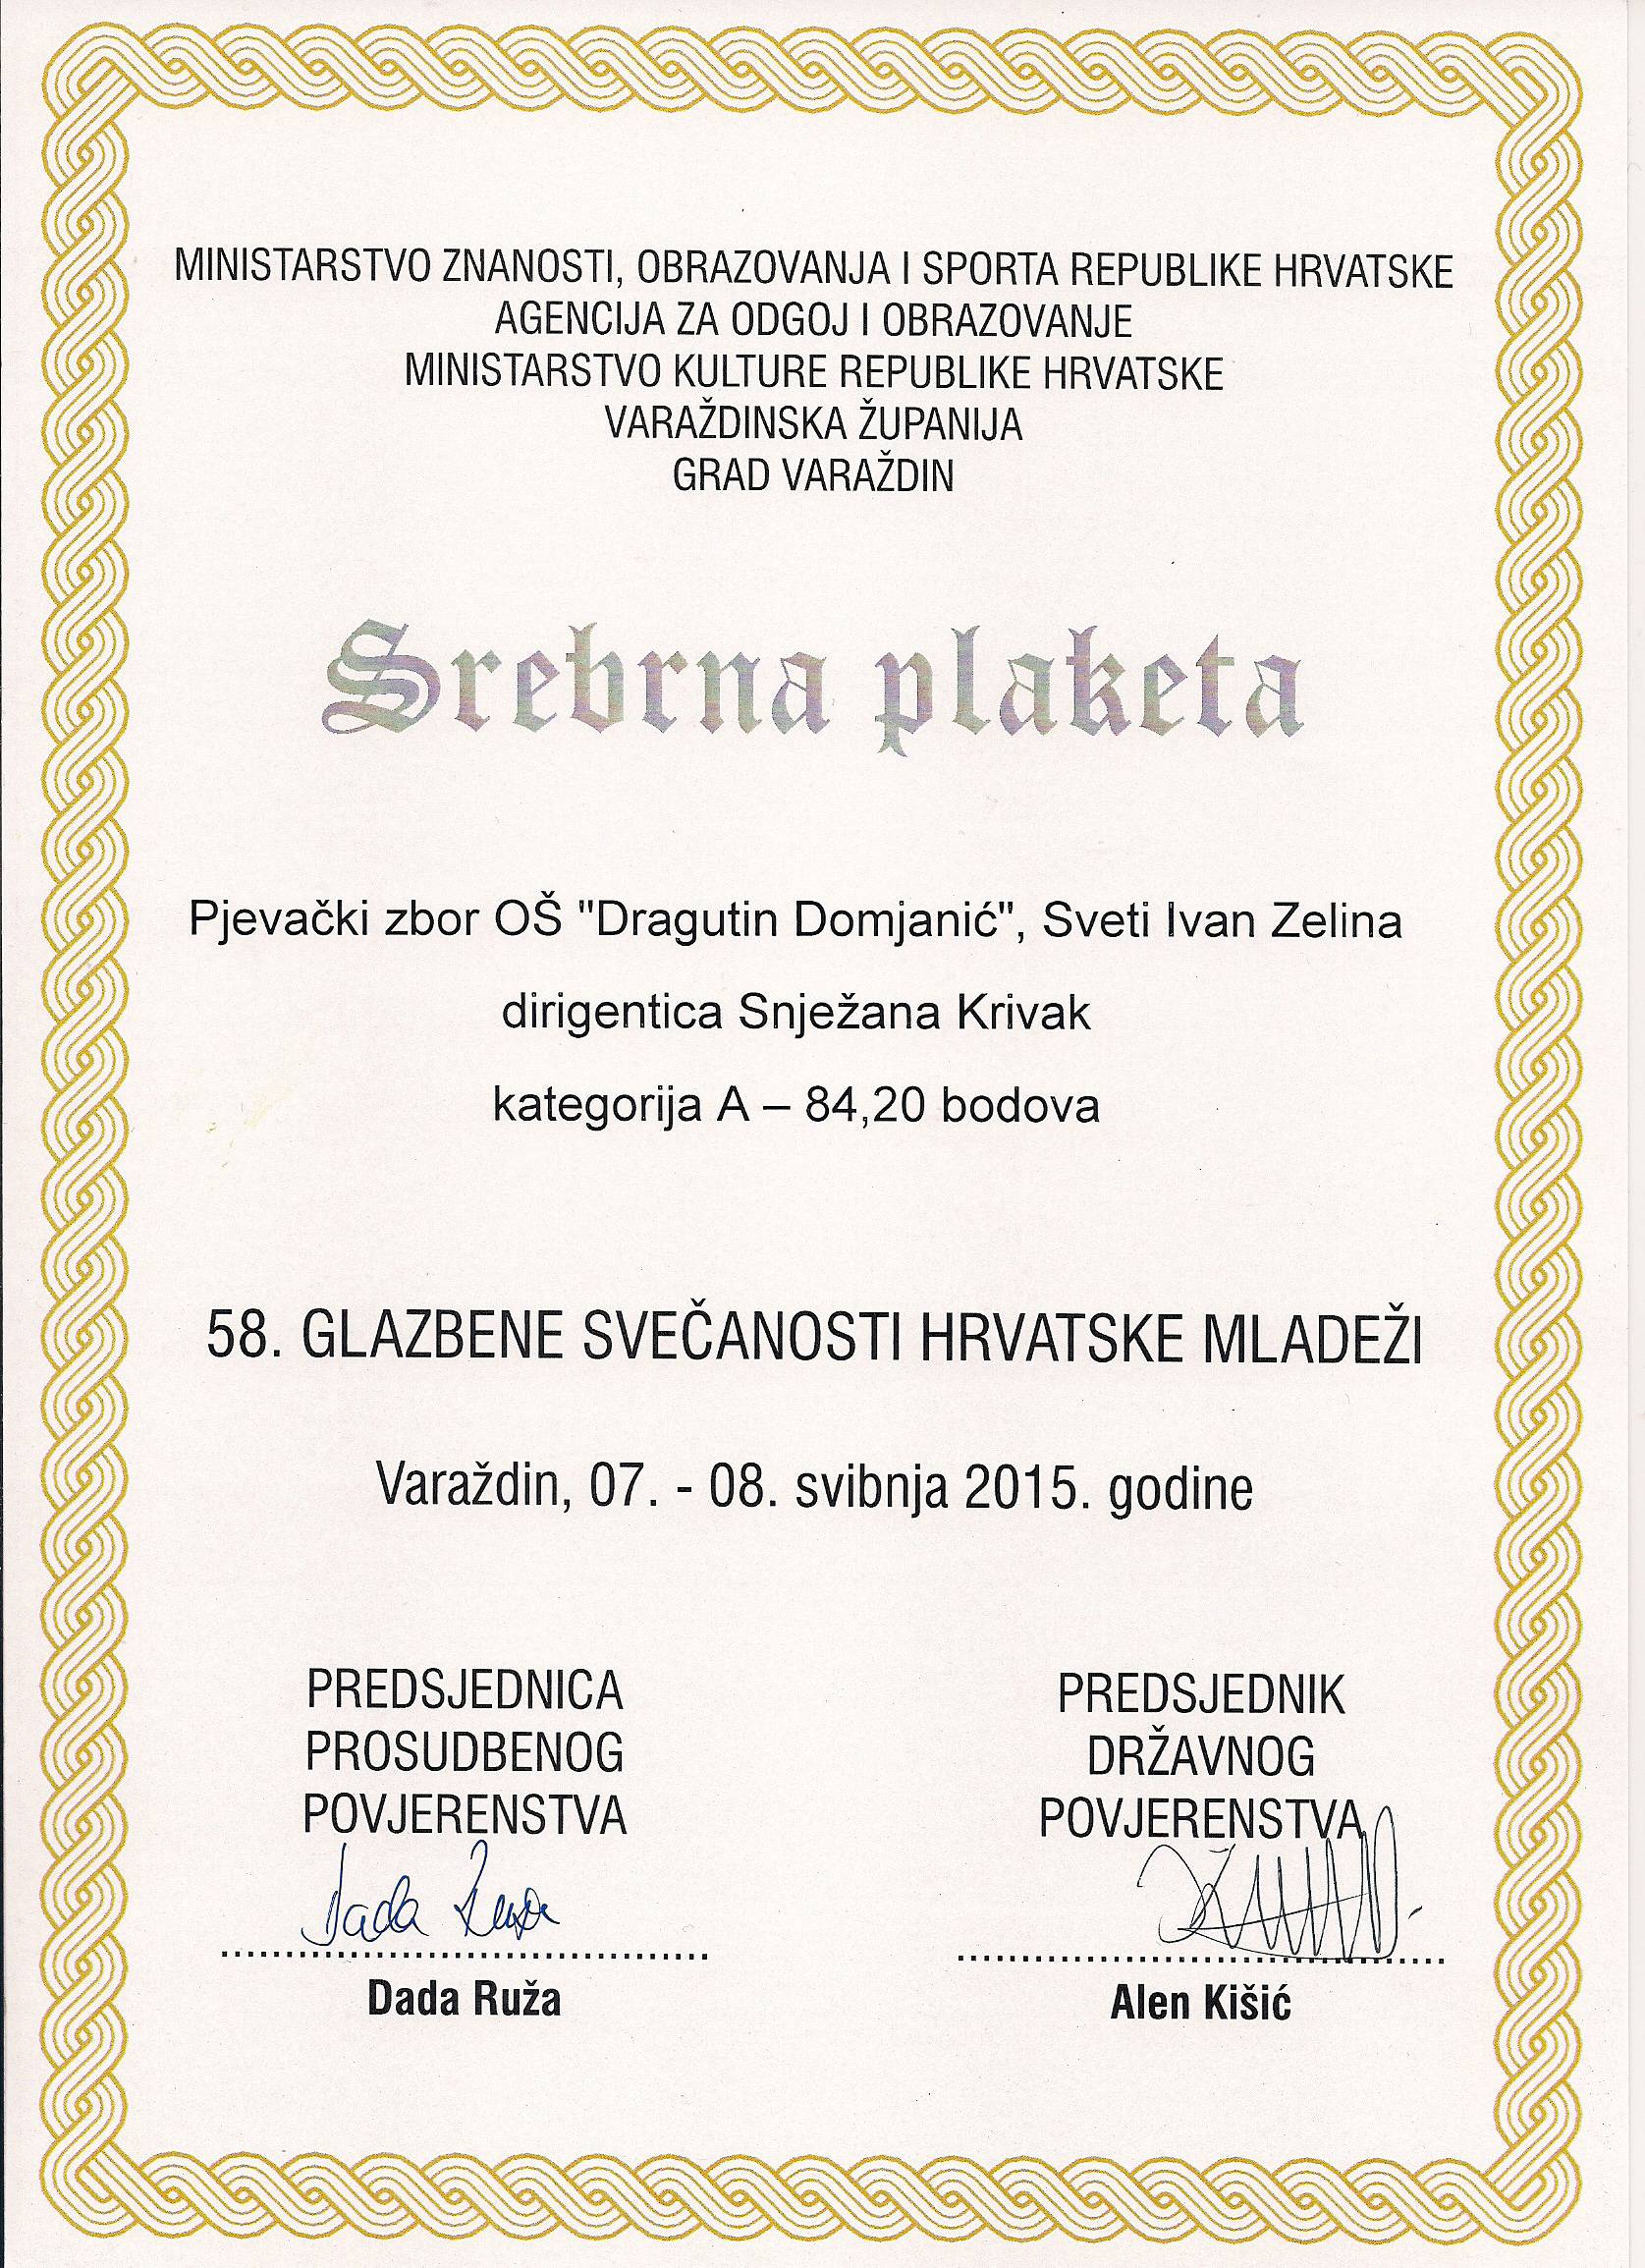 MINISTARSTVO ZNANOSTI, OBRAZOVANJA I SPORTA REPUBLIKE HRVATSKE
AGENCIJA ZA ODGOJ I OBRAZOVANJE
MINISTARSTVO KULTURE REPUBLIKE HRVATSKE
VARAŽDINSKA ŽUPANIJA
GRAD VARAŽDIN
Srebrna plaketa
Pjevački zbor OŠ "Dragutin Domjanić", Sveti Ivan Zelina
dirigentica Snježana Krivak
kategorija A – 84,20 bodova
58. GLAZBENE SVEČANOSTI HRVATSKE MLADEŽI
Varaždin, 07. - 08. svibnja 2015. godine
PREDSJEDNICA
PROSUDBENOG
POVJERENSTVA
Dada Ruža
Dada Ruža
PREDSJEDNIK
DRŽAVNOG
POVJERENSTVA
Alen Kišić